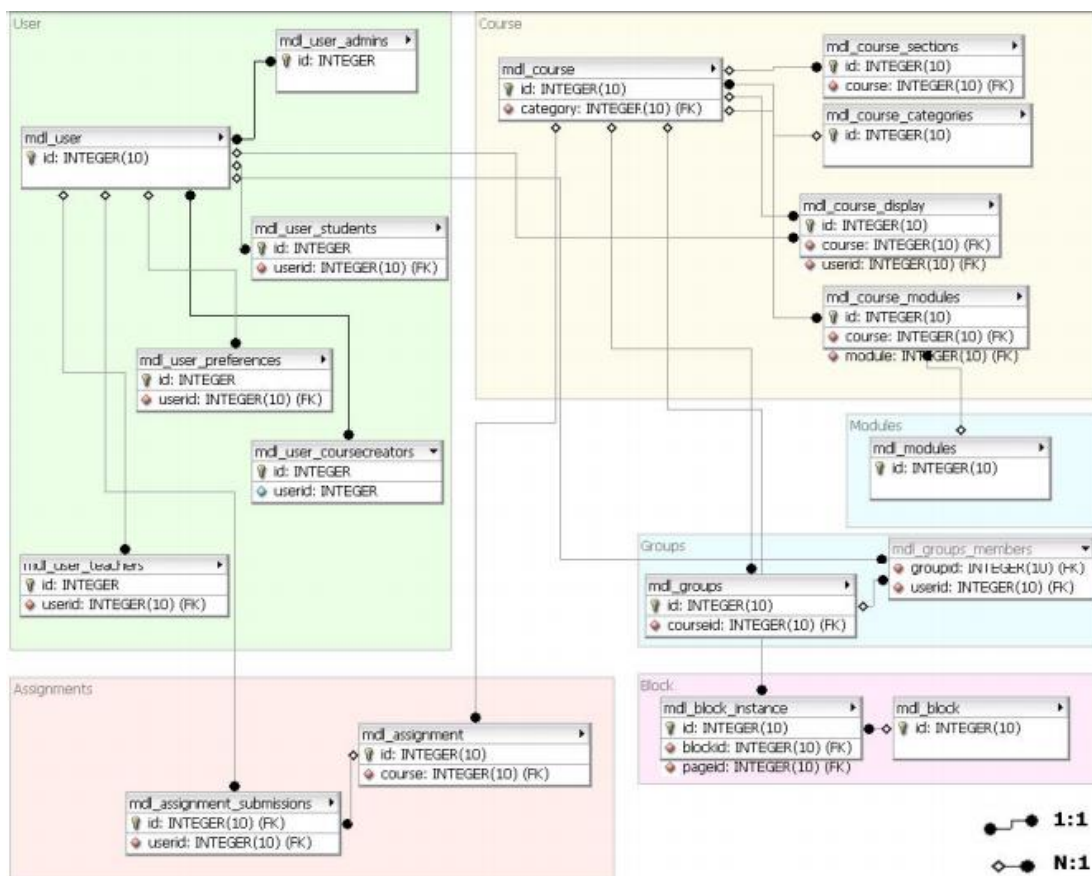 User
mdl_user_admins
id: INTEGER
mdl_user
id: INTEGER(10)
mdl_user_students
id: INTEGER
userid: INTEGER(10) (FK)
mdl_user_preferences
id: INTEGER
userid: INTEGER(10) (FK)
mdl_user_coursecreators
id: INTEGER
userid: INTEGER
mdl_user_teachers
id: INTEGER
userid: INTEGER(10) (FK)
Course
mdl_course
id: INTEGER(10)
category: INTEGER(10) (FK)
mdl_course_sections
id: INTEGER(10)
course: INTEGER(10) (FK)
mdl_course_categories
id: INTEGER(10)
mdl_course_display
id: INTEGER(10)
course: INTEGER(10) (FK)
userid: INTEGER(10) (FK)
mdl_course_modules
id: INTEGER(10)
course: INTEGER(10) (FK)
module: INTEGER(10) (FK)
Modules
mdl_modules
id: INTEGER(10)
Groups
mdl_groups_members
groupid: INTEGER(10) (FK)
userid: INTEGER(10) (FK)
mdl_groups
id: INTEGER(10)
courseid: INTEGER(10) (FK)
Assignments
mdl_assignment
id: INTEGER(10)
course: INTEGER(10) (FK)
mdl_assignment_submissions
id: INTEGER(10) (FK)
userid: INTEGER(10) (FK)
Block
mdl_block_instance
id: INTEGER(10)
blockid: INTEGER(10) (FK)
pageid: INTEGER(10) (FK)
mdl_block
id: INTEGER(10)
1:1
N:1